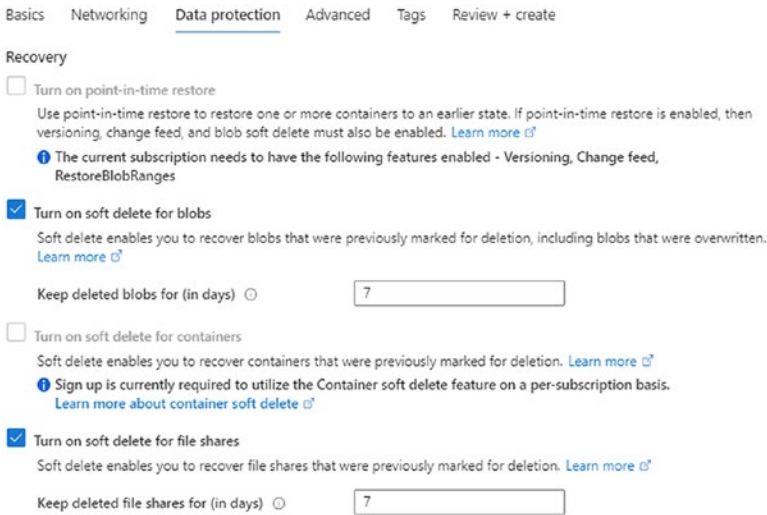 Basics Networking Data protection Advanced Tags Review + create
Recovery
Turn on point-in-time restore
Use point-in-time restore to restore one or more containers to an earlier state. If point-in-time restore is enabled, then
versioning, change feed, and blob soft delete must also be enabled. Learn more
The current subscription needs to have the following features enabled - Versioning, Change feed,
RestoreBlobRanges
Turn on soft delete for blobs
Soft delete enables you to recover blobs that were previously marked for deletion, including blobs that were overwritten.
Learn more
Keep deleted blobs for (in days) 7
Turn on soft delete for containers
Soft delete enables you to recover containers that were previously marked for deletion. Learn more
Sign up is currently required to utilize the Container soft delete feature on a per-subscription basis.
Learn more about container soft delete
Turn on soft delete for file shares
Soft delete enables you to recover file shares that were previously marked for deletion. Learn more
Keep deleted file shares for (in days) 7